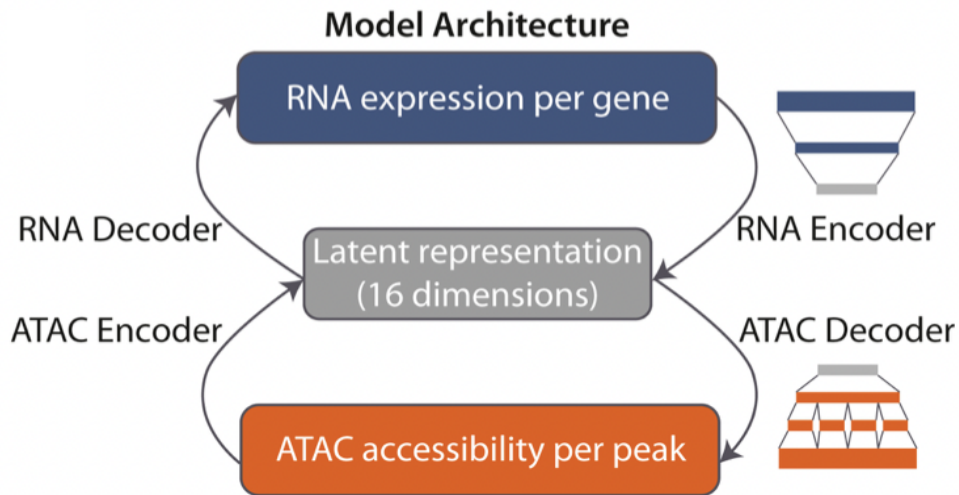 Model Architecture
RNA expression per gene
RNA Decoder
RNA Encoder
Latent representation
(16 dimensions)
ATAC Encoder
ATAC Decoder
ATAC accessibility per peak